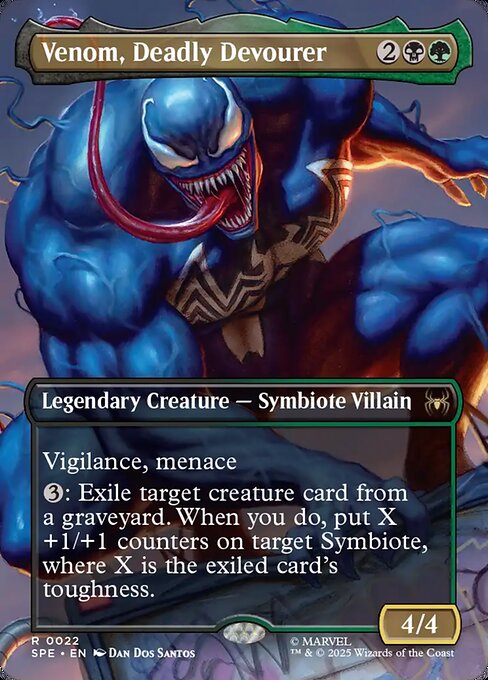 Venom, Deadly Devourer 2
Legendary Creature — Symbiote Villain
Vigilance, menace
3: Exile target creature card from
a graveyard. When you do, put X
+1/+1 counters on target Symbiote,
where X is the exiled card's
toughness.
4/4
R 0022
SPE • EN Dan Dos Santos
© MARVEL
™ & © 2025 Wizards of the Coast